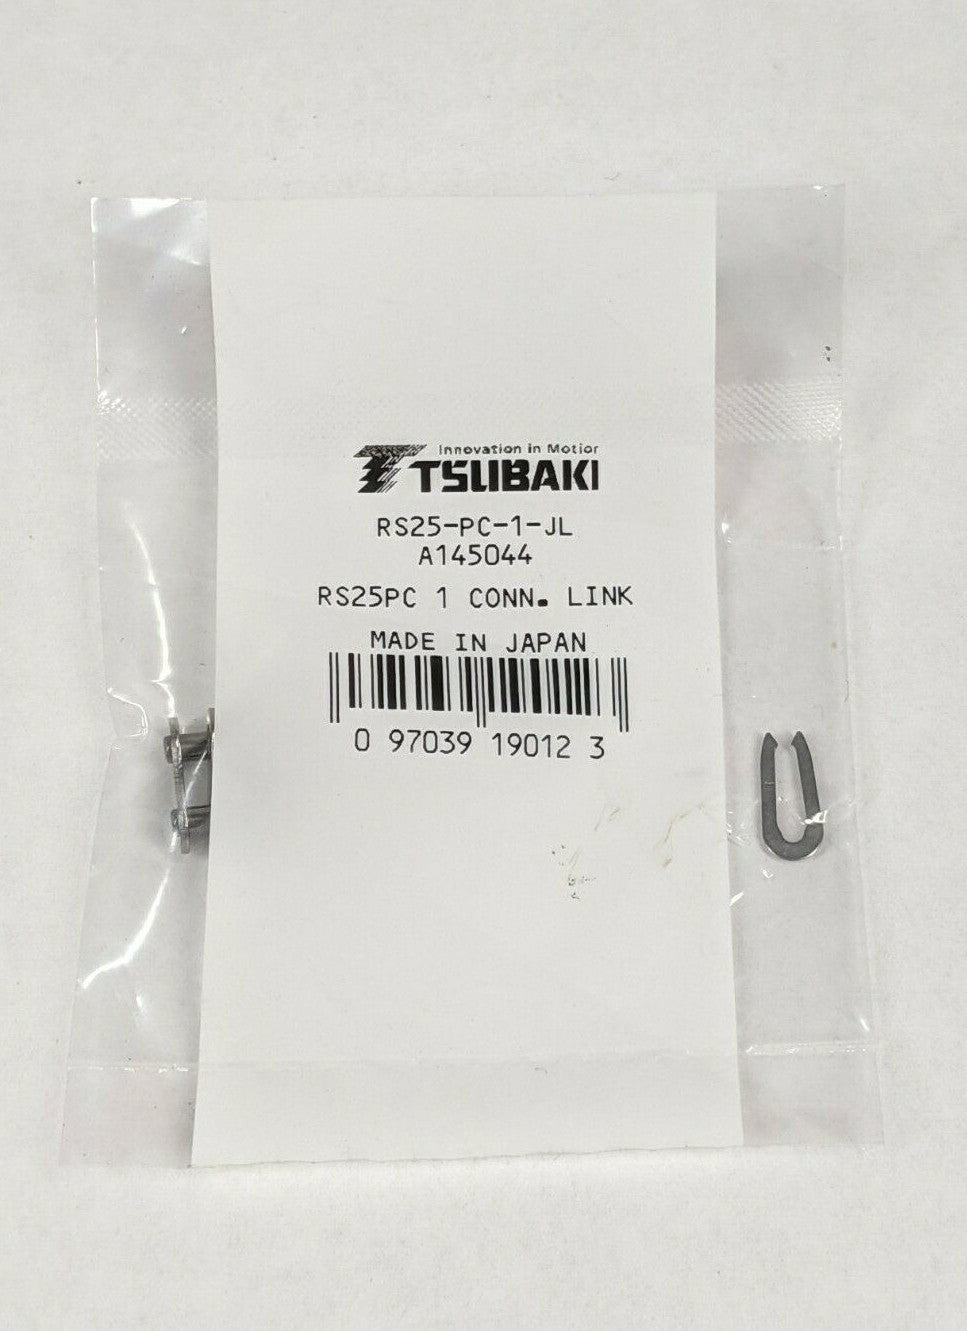 Innovation in Motior
TSUBAKI
RS25-PC-1-JL
A145044
RS25PC 1 CONN. LINK
MADE IN JAPAN
0 97039 19012 3